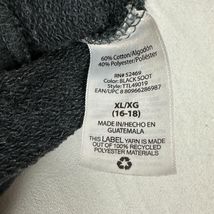 60% Cotton/Algodón
40% Polyester/Poliéster
RN# 52469
Color: BLACK SOOT
Style: TTL49019
EAN/UPC 8 80966286987
XL/XG
(16-18)
MADE IN/HECHO EN
GUATEMALA
This LABEL YARN IS MADE
OUT OF 100% RECYCLED
POLYESTER MATERIALS